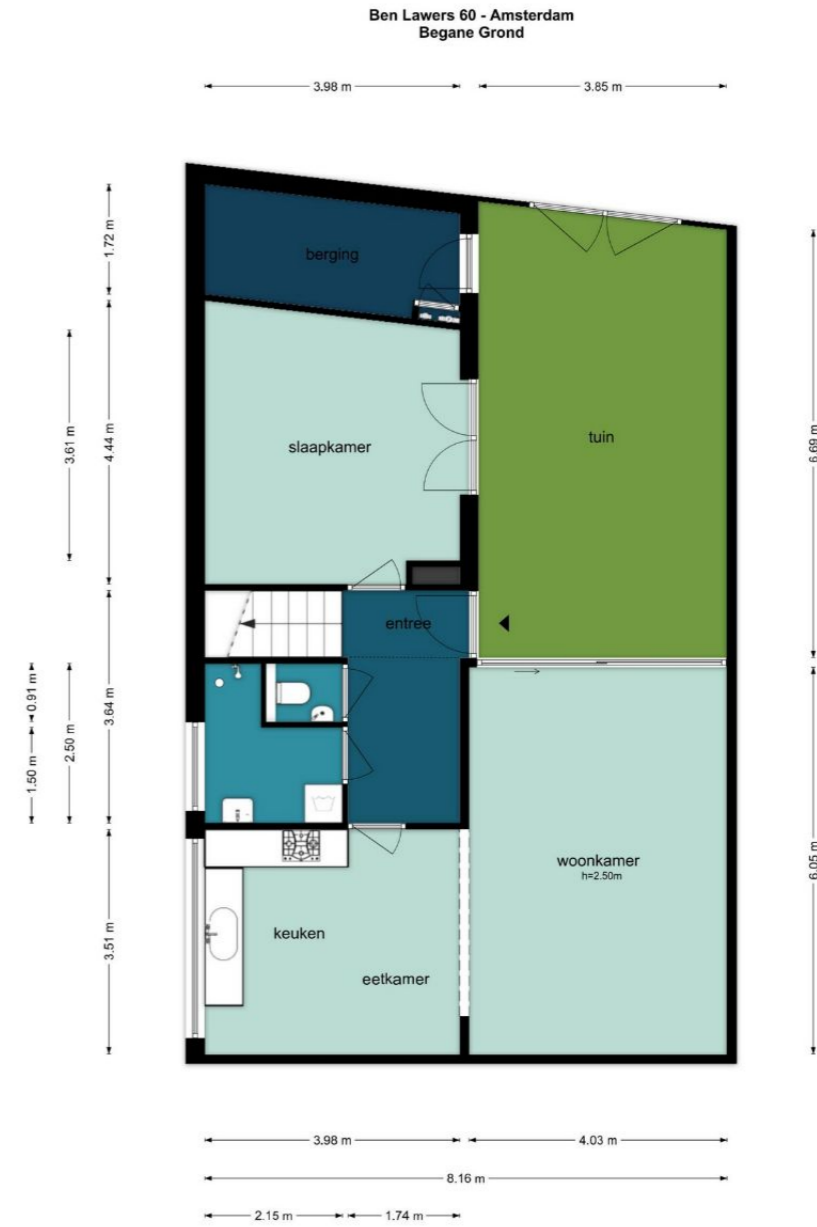 Ben Lawers 60 - Amsterdam
Begane Grond
3.98 m
3.85 m
1.72 m
berging
6.69 m
3.61 m
4.44 m
slaapkamer
tuin
entree
0.91 m
3.64 m
2.50 m
1.50 m
woonkamer
h=2.50m
6.05 m
3.51 m
keuken
eetkamer
3.98 m
4.03 m
8.16 m
2.15 m
1.74 m